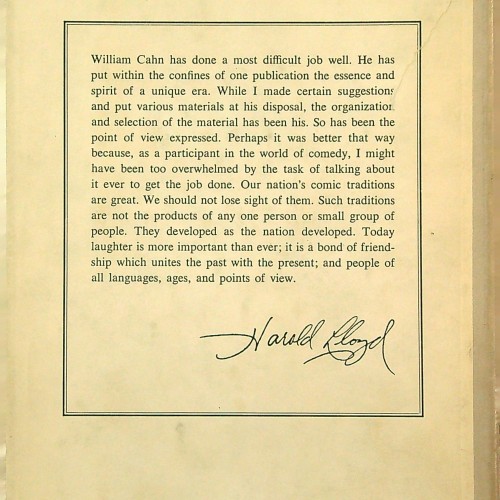 William Cahn has done a most difficult job well. He has
put within the confines of one publication the essence and
spirit of a unique era. While I made certain suggestions
and put various materials at his disposal, the organization
and selection of the material has been his. So has been the
point of view expressed. Perhaps it was better that way
because, as a participant in the world of comedy, I might
have been too overwhelmed by the task of talking about
it ever to get the job done. Our nation's comic traditions
are great. We should not lose sight of them. Such traditions
are not the products of any one person or small group of
people. They developed as the nation developed. Today
laughter is more important than ever; it is a bond of friend-
ship which unites the past with the present; and people of
all languages, ages, and points of view.
Harold Lloyd